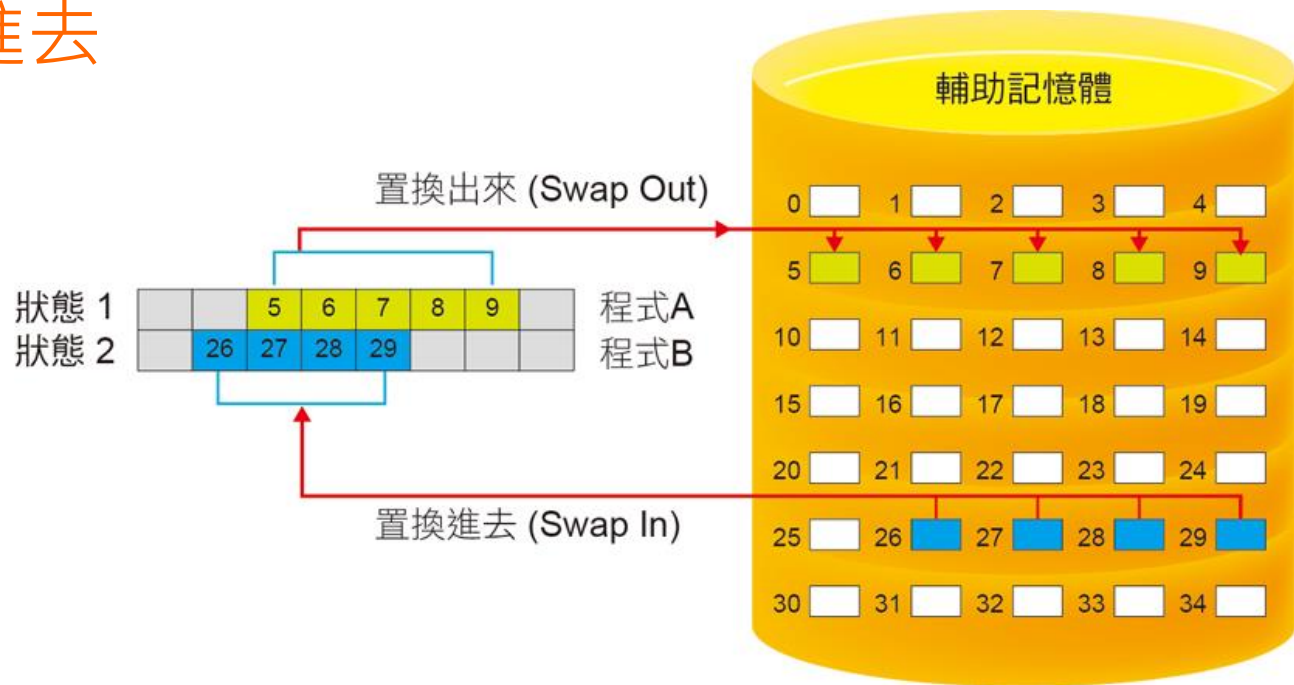 進去
輔助記憶體
置換出來 (Swap Out)
0 1 2 3 4
5 6 7 8 9
狀態 1 5 6 7 8 9 程式A
狀態 2 26 27 28 29 程式B
10 11 12 13 14
15 16 17 18 19
20 21 22 23 24
置換進去 (Swap In)
25 26 27 28 29
30 31 32 33 34